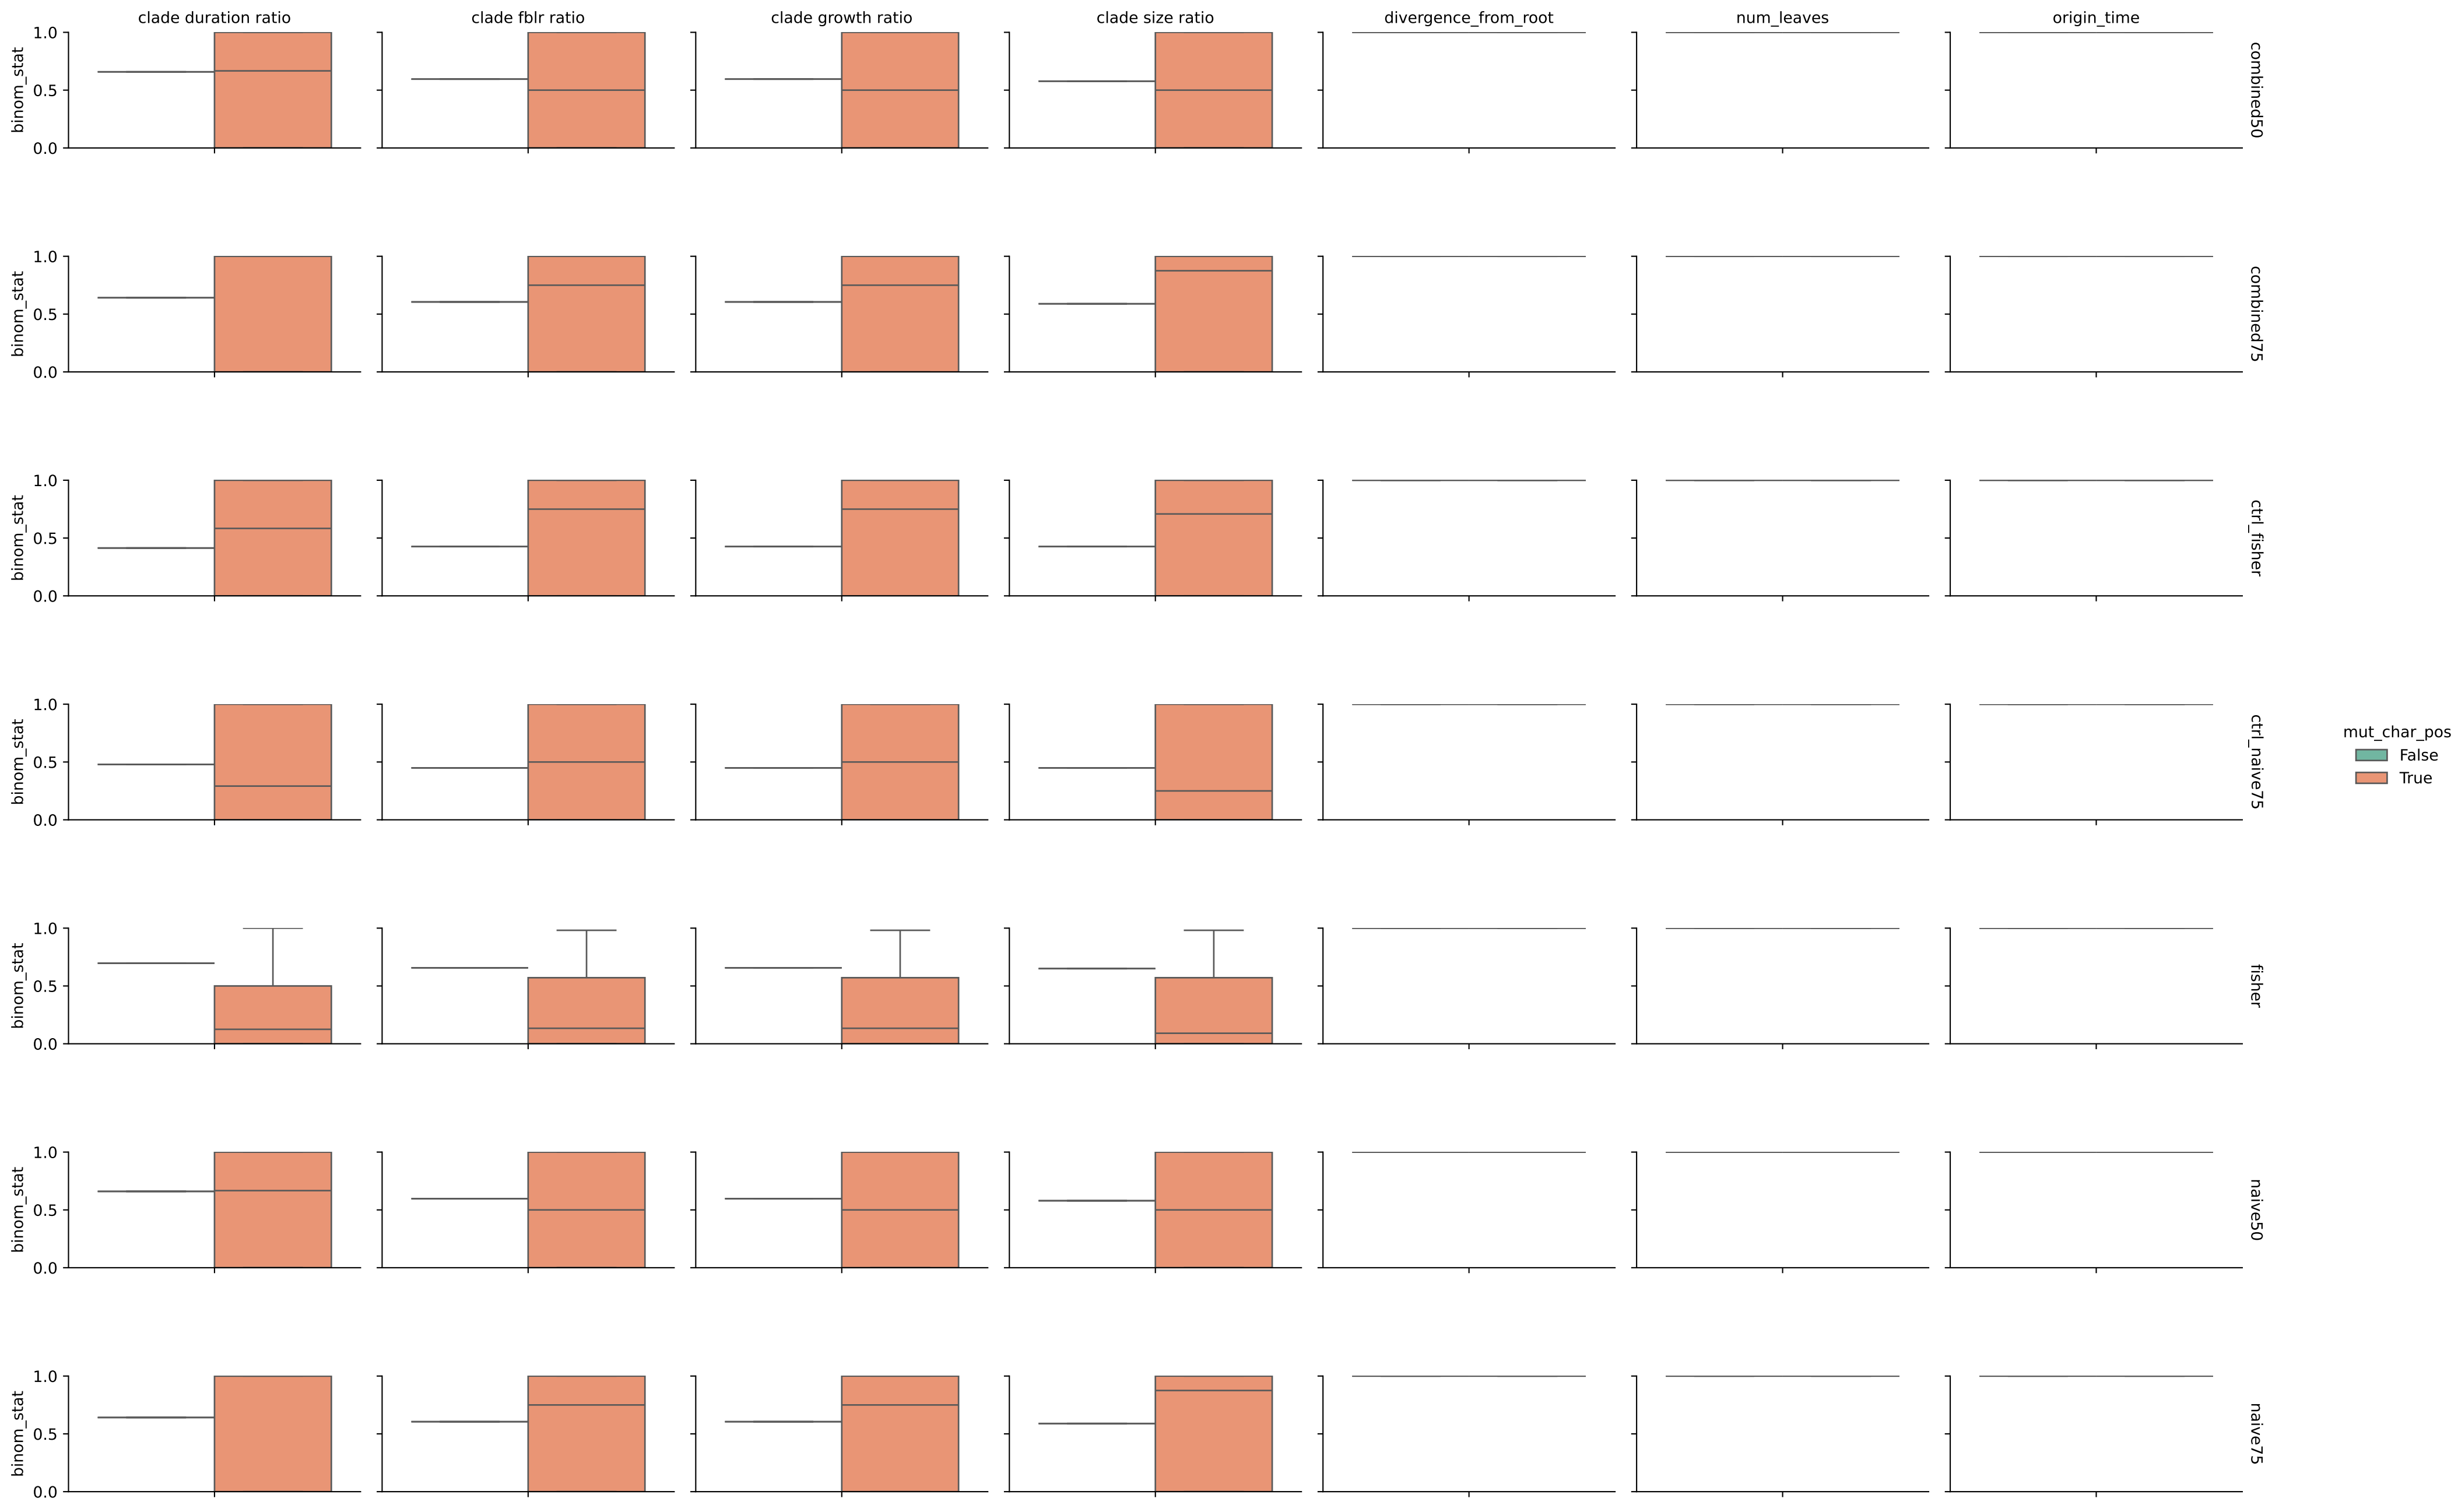 clade duration ratio
clade fblr ratio
clade growth ratio
clade size ratio
divergence_from_root
num_leaves
origin_time
1.0
0.5
0.0
binom_stat
combined50
1.0
0.5
0.0
binom_stat
combined75
1.0
0.5
0.0
binom_stat
ctrl_fisher
1.0
0.5
0.0
binom_stat
ctrl_naive75
mut_char_pos
False
True
1.0
0.5
0.0
binom_stat
fisher
1.0
0.5
0.0
binom_stat
naive50
1.0
0.5
0.0
binom_stat
naive75